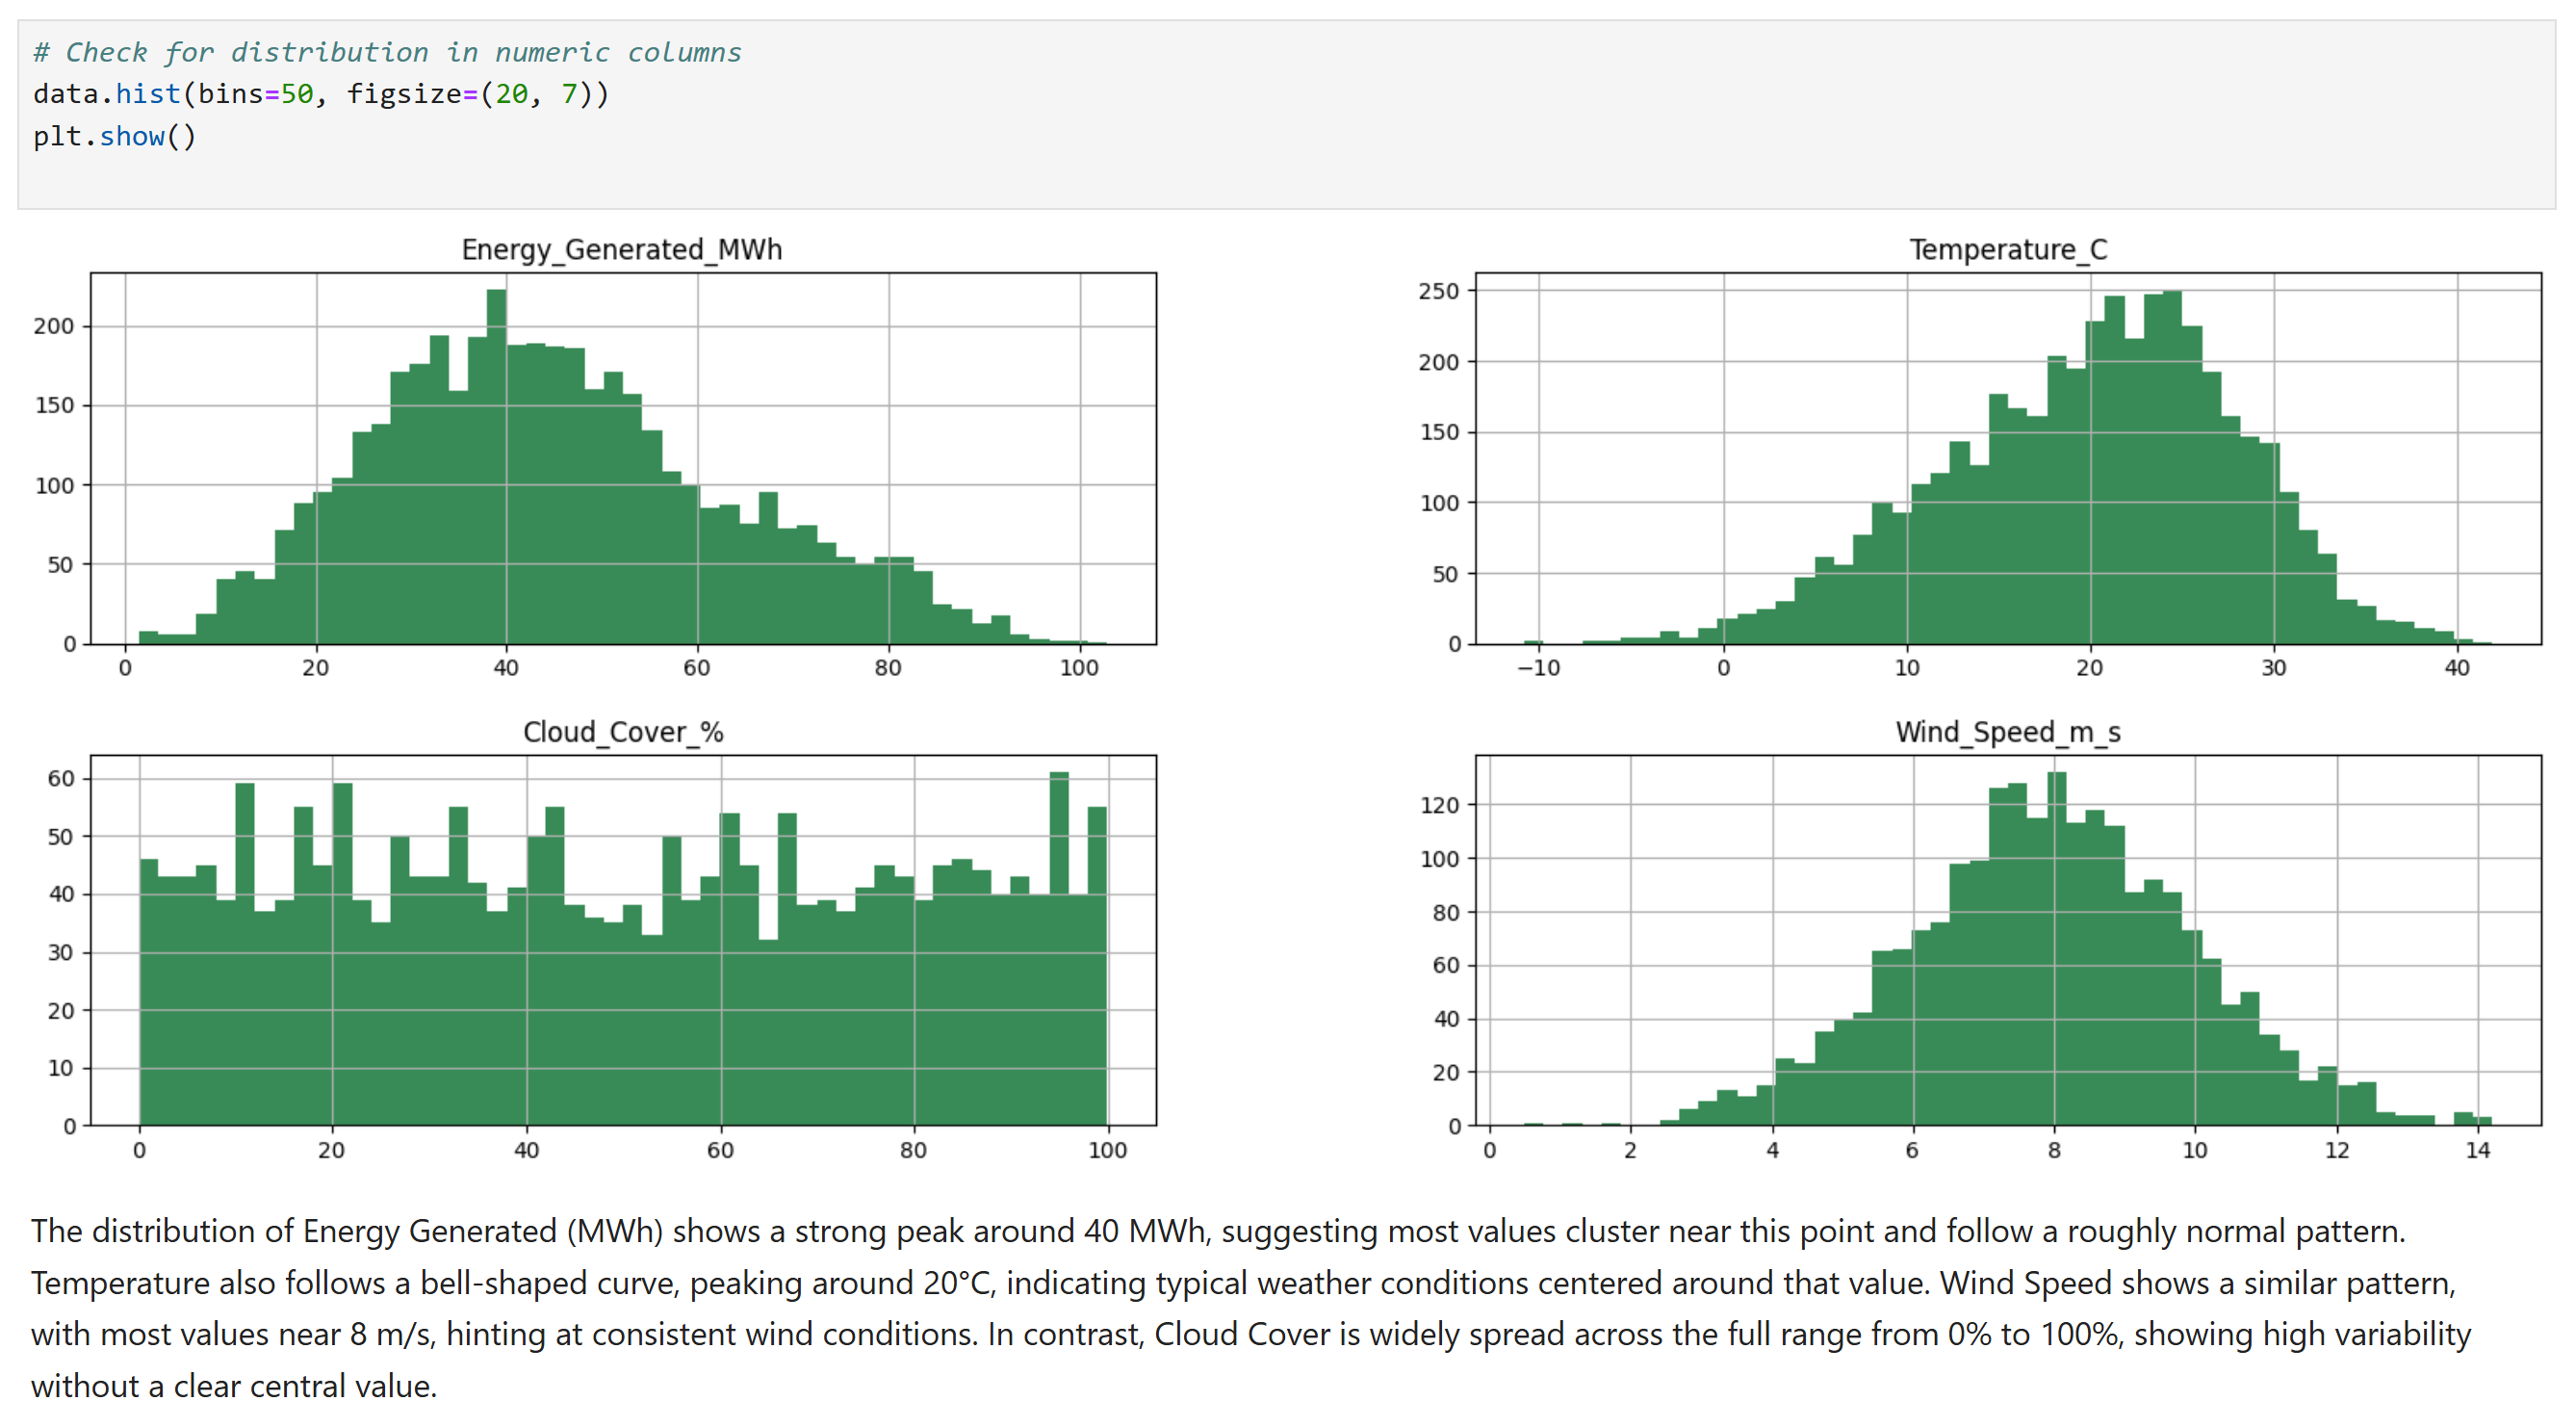 # Check for distribution in numeric columns
data.hist(bins=50, figsize=(20, 7))
plt.show()
Energy_Generated_MWh
200
150
100
50
0
0 20 40 60 80 100
Temperature_C
250
200
150
100
50
0
−10 0 10 20 30 40
Cloud_Cover_%
60
50
40
30
20
10
0
0 20 40 60 80 100
Wind_Speed_m_s
120
100
80
60
40
20
0
0 2 4 6 8 10 12 14
The distribution of Energy Generated (MWh) shows a strong peak around 40 MWh, suggesting most values cluster near this point and follow a roughly normal pattern.
Temperature also follows a bell-shaped curve, peaking around 20°C, indicating typical weather conditions centered around that value. Wind Speed shows a similar pattern,
with most values near 8 m/s, hinting at consistent wind conditions. In contrast, Cloud Cover is widely spread across the full range from 0% to 100%, showing high variability
without a clear central value.